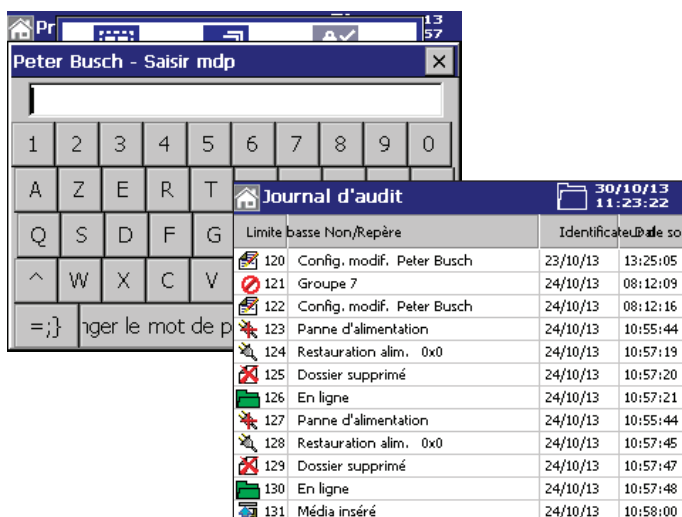 Pr
13
57
Peter Busch - Saisir mdp
1 2 3 4 5 6 7 8 9 0
A Z E R T
Q S D F G
^ W X C V
=;} nger le mot de p
Journal d'audit
30/10/13
11:23:22
Limite basse Non/Repère Identificateur de so
120 Config. modif. Peter Busch 23/10/13 13:25:05
121 Groupe 7 24/10/13 08:12:09
122 Config. modif. Peter Busch 24/10/13 08:12:16
123 Panne d'alimentation 24/10/13 10:55:44
124 Restauration alim. 0x0 24/10/13 10:57:19
125 Dossier supprimé 24/10/13 10:57:20
126 En ligne 24/10/13 10:57:21
127 Panne d'alimentation 24/10/13 10:55:44
128 Restauration alim. 0x0 24/10/13 10:57:45
129 Dossier supprimé 24/10/13 10:57:47
130 En ligne 24/10/13 10:57:48
131 Média inséré 24/10/13 10:58:00